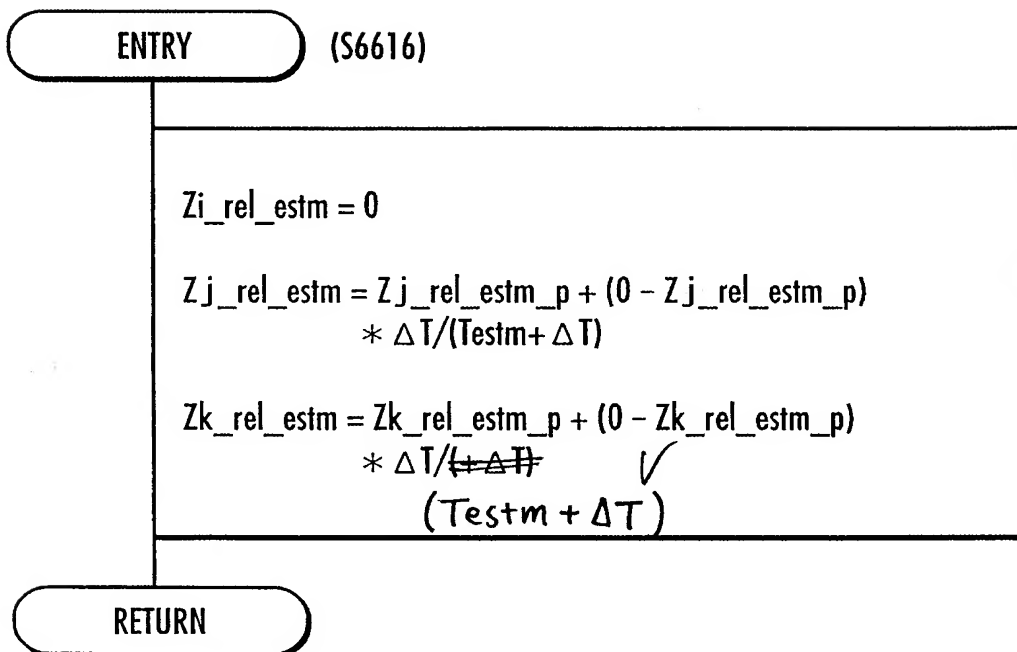 ENTRY (S6616)
Zi_rel_estm = 0
Zj_rel_estm = Zj_rel_estm_p + (0 – Zj_rel_estm_p)
* ΔT/(Testm+ ΔT)
Zk_rel_estm = Zk_rel_estm_p + (0 – Zk_rel_estm_p)
* ΔT/(+ ΔT)
(Testm + ΔT)
RETURN